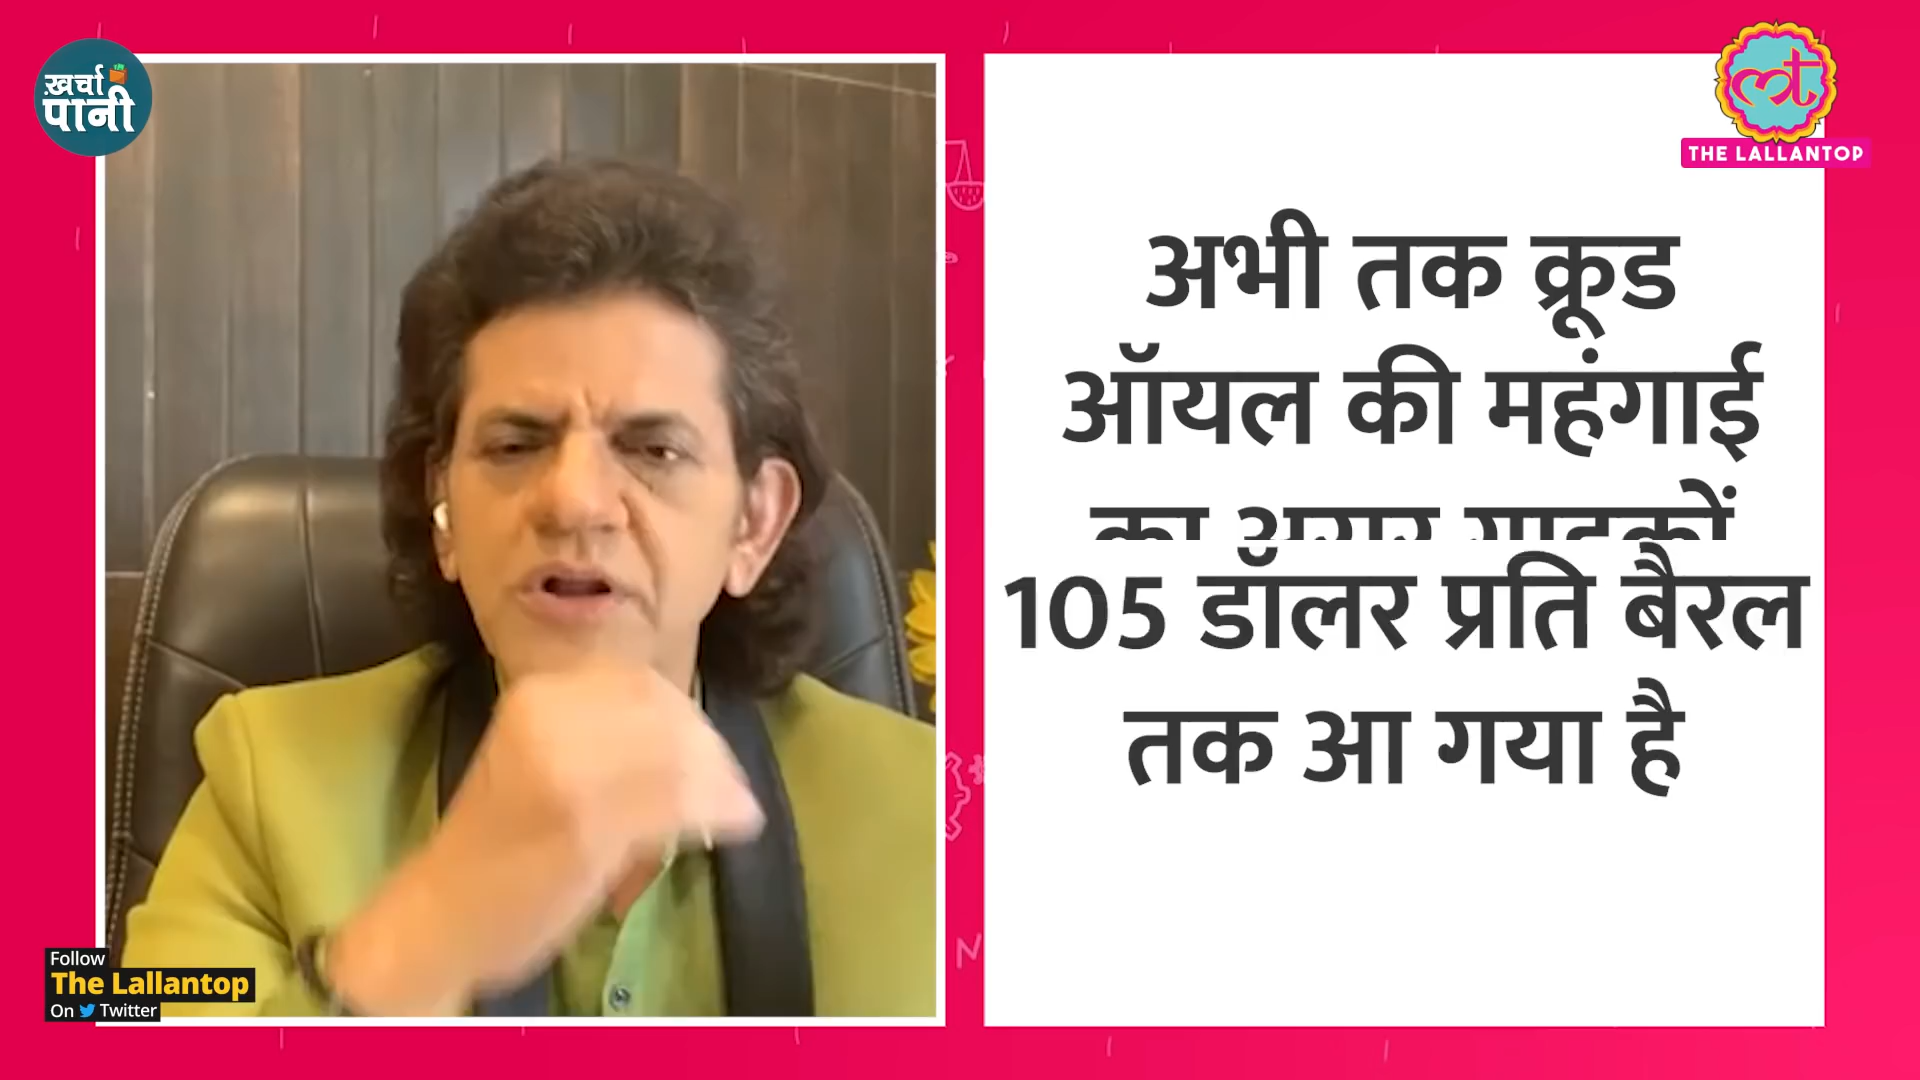 ख़र्चा
पानी
THE LALLANTOP
अभी तक क्रूड
ऑयल की महंगाई
105 डॉलर प्रति बैरल
तक आ गया है
Follow
The Lallantop
On Twitter